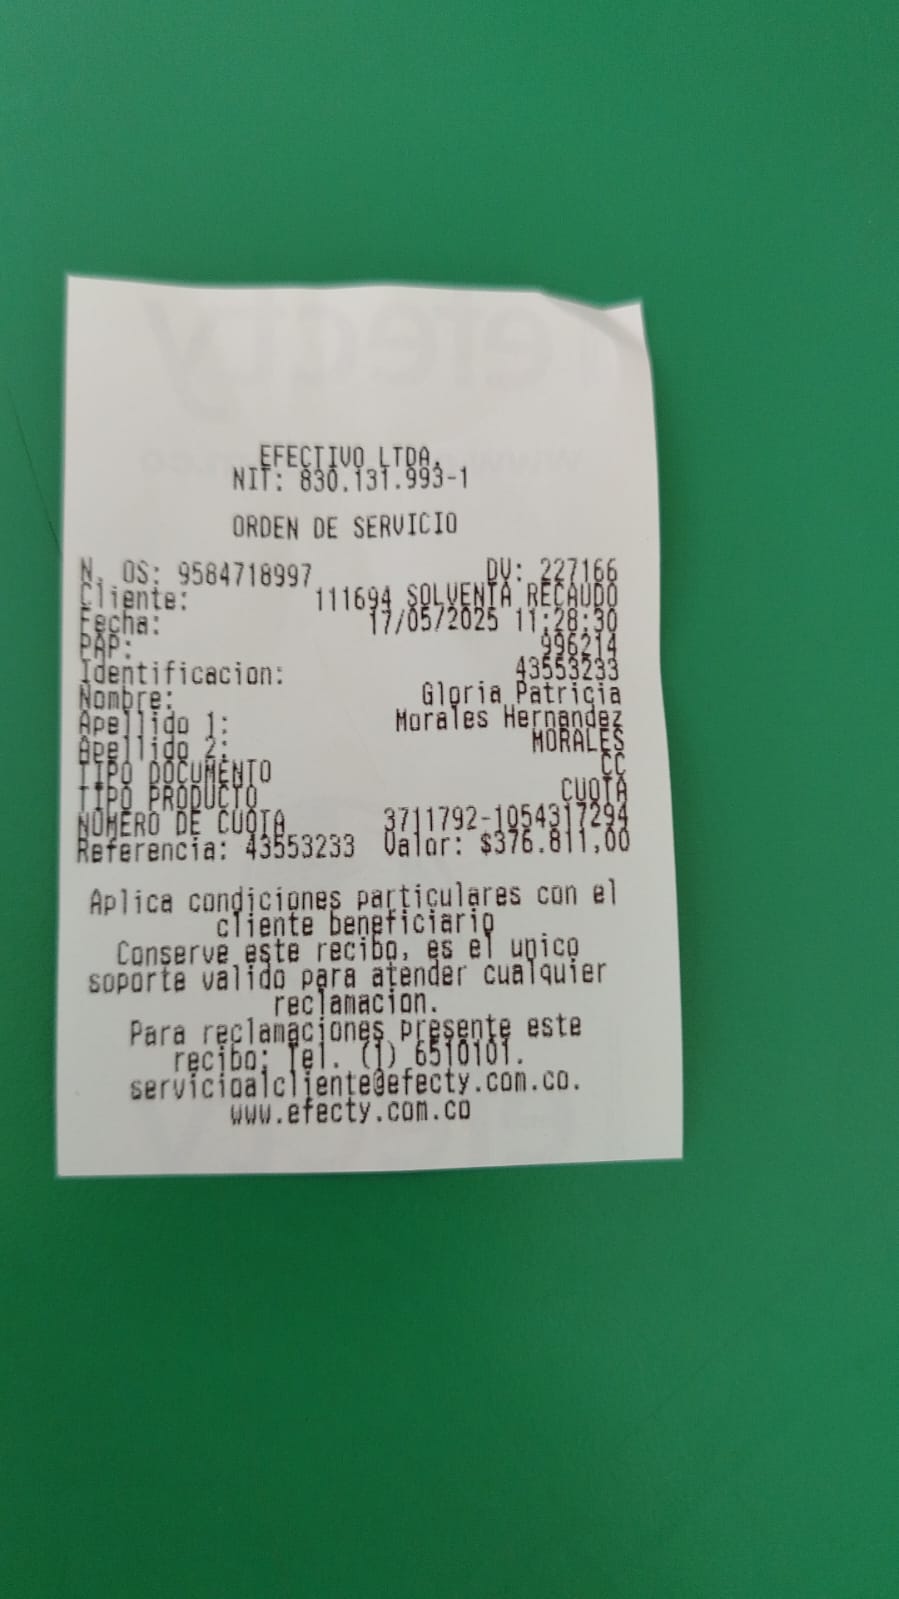 EFECTIVO LTDA.
NIT: 830.131.993-1
ORDEN DE SERVICIO
N. OS: 9584718997 DV: 227166
Cliente: 111694 SOLVENTA RECAUDO
Fecha: 17/05/2025 11:28:30
PAP: 996214
Identificacion: 43553233
Nombre: Gloria Patricia
Apellido 1: Morales Hernandez
Apellido 2: MORALES
TIPO DOCUMENTO CC
TIPO PRODUCTO CUOTA
NUMERO DE CUOTA 3711792-1054317294
Referencia: 43553233 Valor: $376.811,00
Aplica condiciones particulares con el
cliente beneficiario
Conserve este recibo, es el unico
soporte valido para atender cualquier
reclamacion.
Para reclamaciones presente este
recibo: Tel. (1) 6510101.
servicioalcliente@efecty.com.co.
www.efecty.com.co